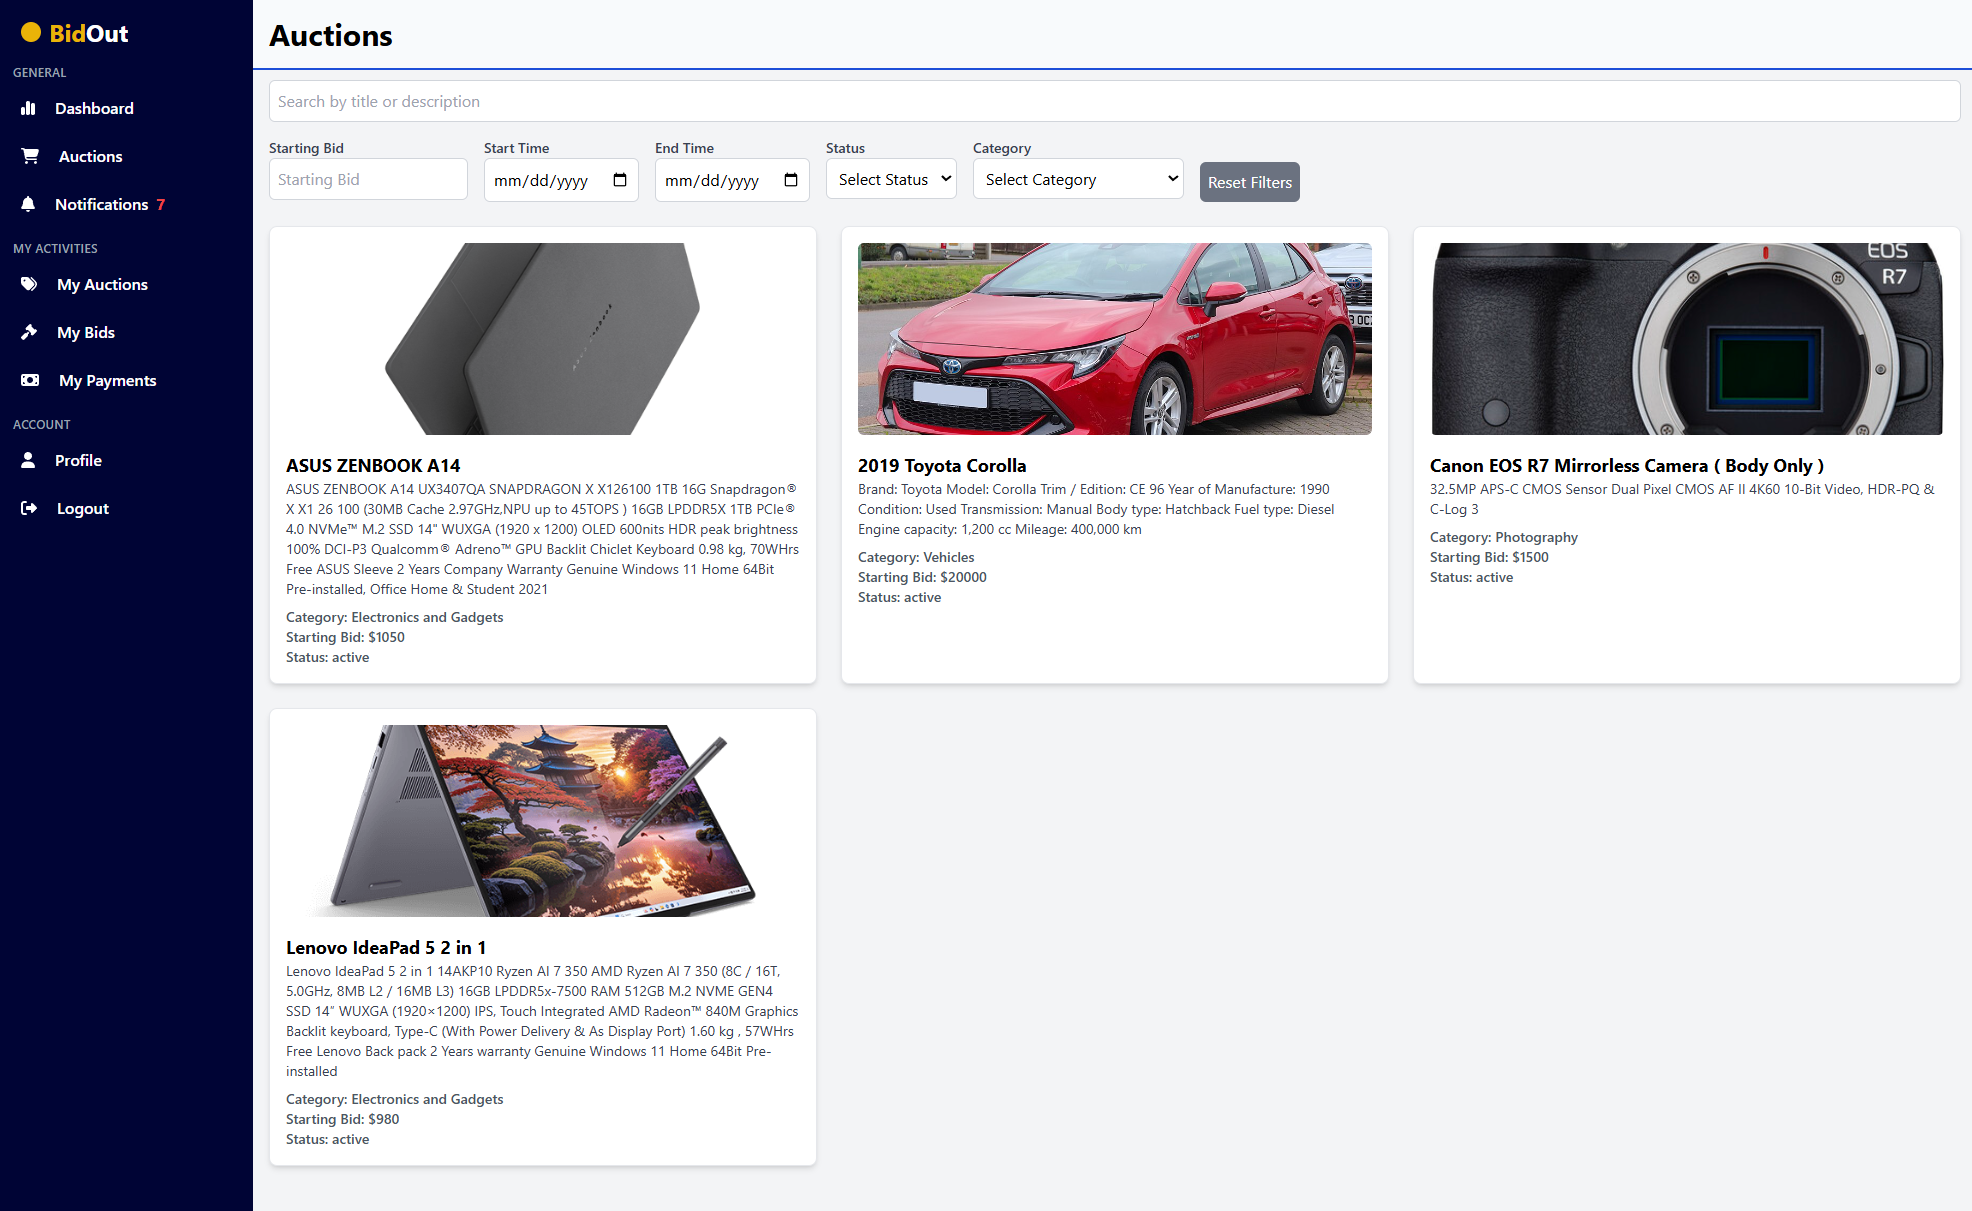 BidOut
GENERAL
Dashboard
Auctions
Notifications 7
MY ACTIVITIES
My Auctions
My Bids
My Payments
ACCOUNT
Profile
Logout
Auctions
Search by title or description
Starting Bid
Start Time
End Time
Status
Category
Starting Bid
mm/dd/yyyy
mm/dd/yyyy
Select Status
Select Category
Reset Filters
EOS
R7
ASUS ZENBOOK A14
ASUS ZENBOOK A14 UX3407QA SNAPDRAGON X X126100 1TB 16G Snapdragon®
X X1 26 100 (30MB Cache 2.97GHz,NPU up to 45TOPS ) 16GB LPDDR5X 1TB PCIe®
4.0 NVMe™ M.2 SSD 14" WUXGA (1920 x 1200) OLED 600nits HDR peak brightness
100% DCI-P3 Qualcomm® Adreno™ GPU Backlit Chiclet Keyboard 0.98 kg, 70WHrs
Free ASUS Sleeve 2 Years Company Warranty Genuine Windows 11 Home 64Bit
Pre-installed, Office Home & Student 2021
Category: Electronics and Gadgets
Starting Bid: $1050
Status: active
2019 Toyota Corolla
Brand: Toyota Model: Corolla Trim / Edition: CE 96 Year of Manufacture: 1990
Condition: Used Transmission: Manual Body type: Hatchback Fuel type: Diesel
Engine capacity: 1,200 cc Mileage: 400,000 km
Category: Vehicles
Starting Bid: $20000
Status: active
Canon EOS R7 Mirrorless Camera ( Body Only )
32.5MP APS-C CMOS Sensor Dual Pixel CMOS AF II 4K60 10-Bit Video, HDR-PQ &
C-Log 3
Category: Photography
Starting Bid: $1500
Status: active
Lenovo IdeaPad 5 2 in 1
Lenovo IdeaPad 5 2 in 1 14AKP10 Ryzen AI 7 350 AMD Ryzen AI 7 350 (8C / 16T,
5.0GHz, 8MB L2 / 16MB L3) 16GB LPDDR5x-7500 RAM 512GB M.2 NVME GEN4
SSD 14″ WUXGA (1920×1200) IPS, Touch Integrated AMD Radeon™ 840M Graphics
Backlit keyboard, Type-C (With Power Delivery & As Display Port) 1.60 kg , 57WHrs
Free Lenovo Back pack 2 Years warranty Genuine Windows 11 Home 64Bit Pre-
installed
Category: Electronics and Gadgets
Starting Bid: $980
Status: active